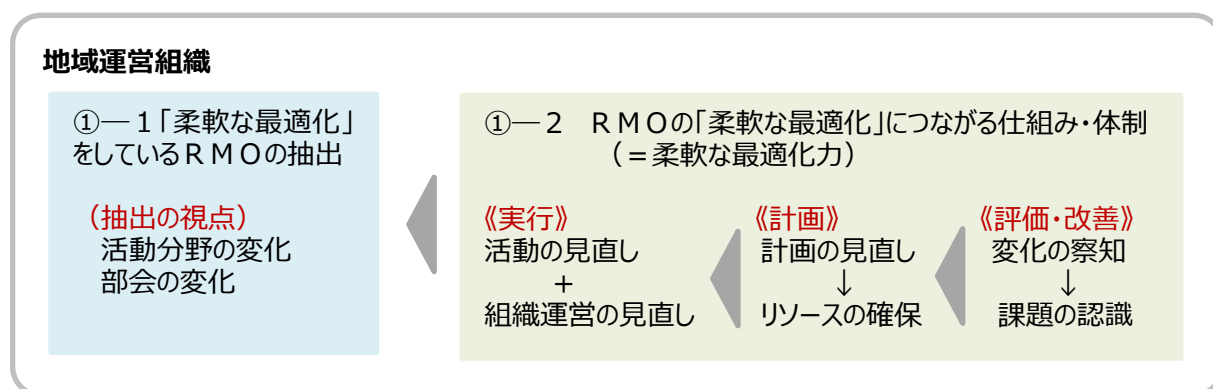 地域運営組織
①―１「柔軟な最適化」
をしているＲＭＯの抽出
（抽出の視点）
活動分野の変化
部会の変化
①―２　ＲＭＯの「柔軟な最適化」につながる仕組み・体制
（＝柔軟な最適化力）
《実行》
活動の見直し
＋
組織運営の見直し
《計画》
計画の見直し
↓
リソースの確保
《評価・改善》
変化の察知
↓
課題の認識